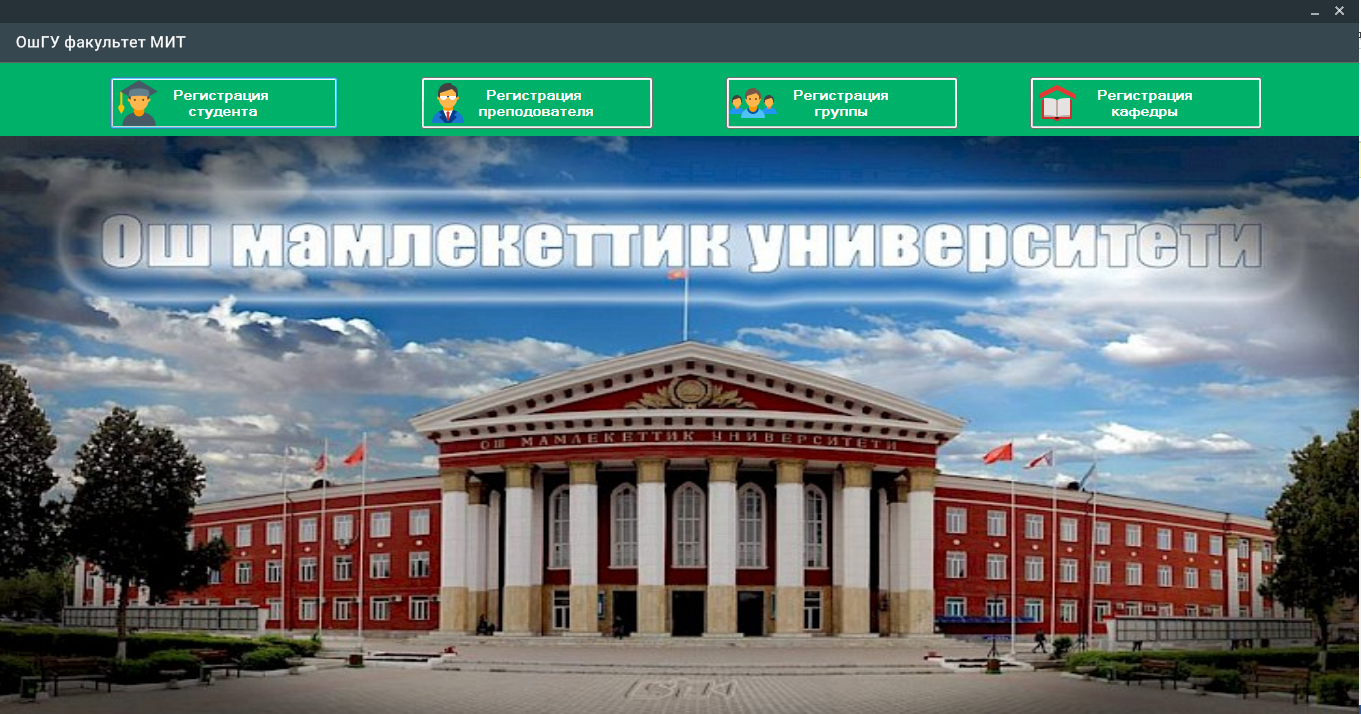 ОшГУ факультет МИТ
Регистрация
студента
Регистрация
преподователя
Регистрация
группы
Регистрация
кафедры
Ош мамлекеттик университети
ОШ МАМЛЕКЕТТИК УНИВЕРСИТЕТИ